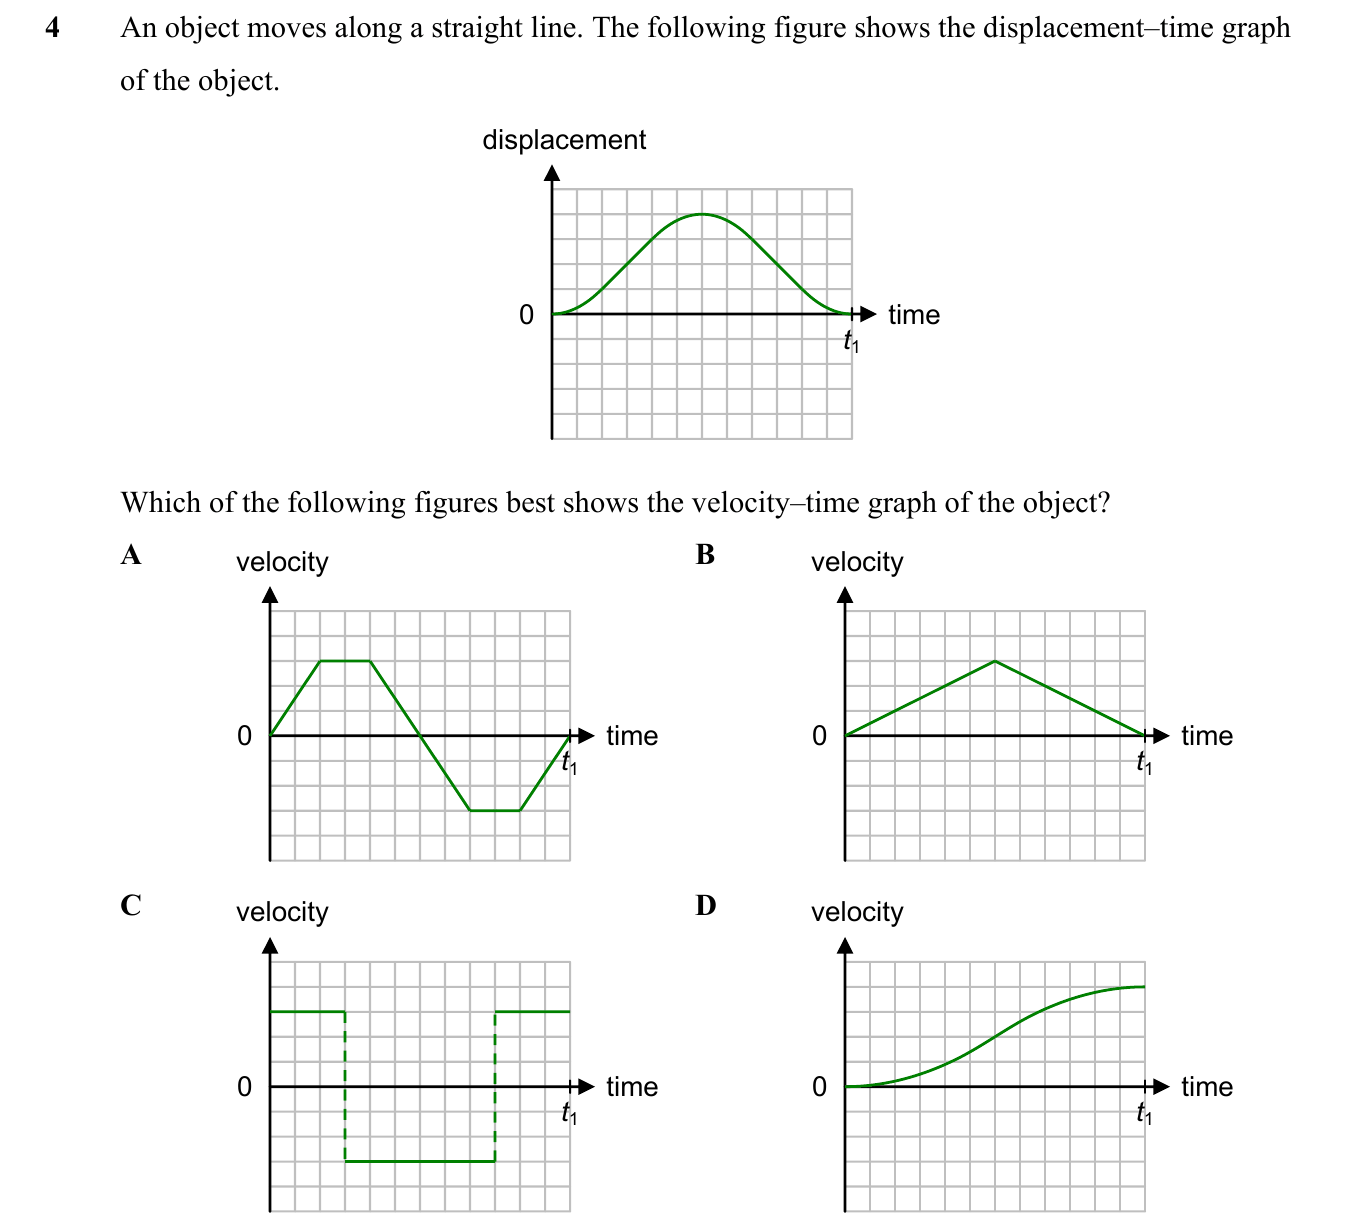 4 An object moves along a straight line. The following figure shows the displacement–time graph
of the object.
displacement
0
time
t1
Which of the following figures best shows the velocity–time graph of the object?
A
velocity
0
time
t1
B
velocity
0
time
t1
C
velocity
0
time
t1
D
velocity
0
time
t1